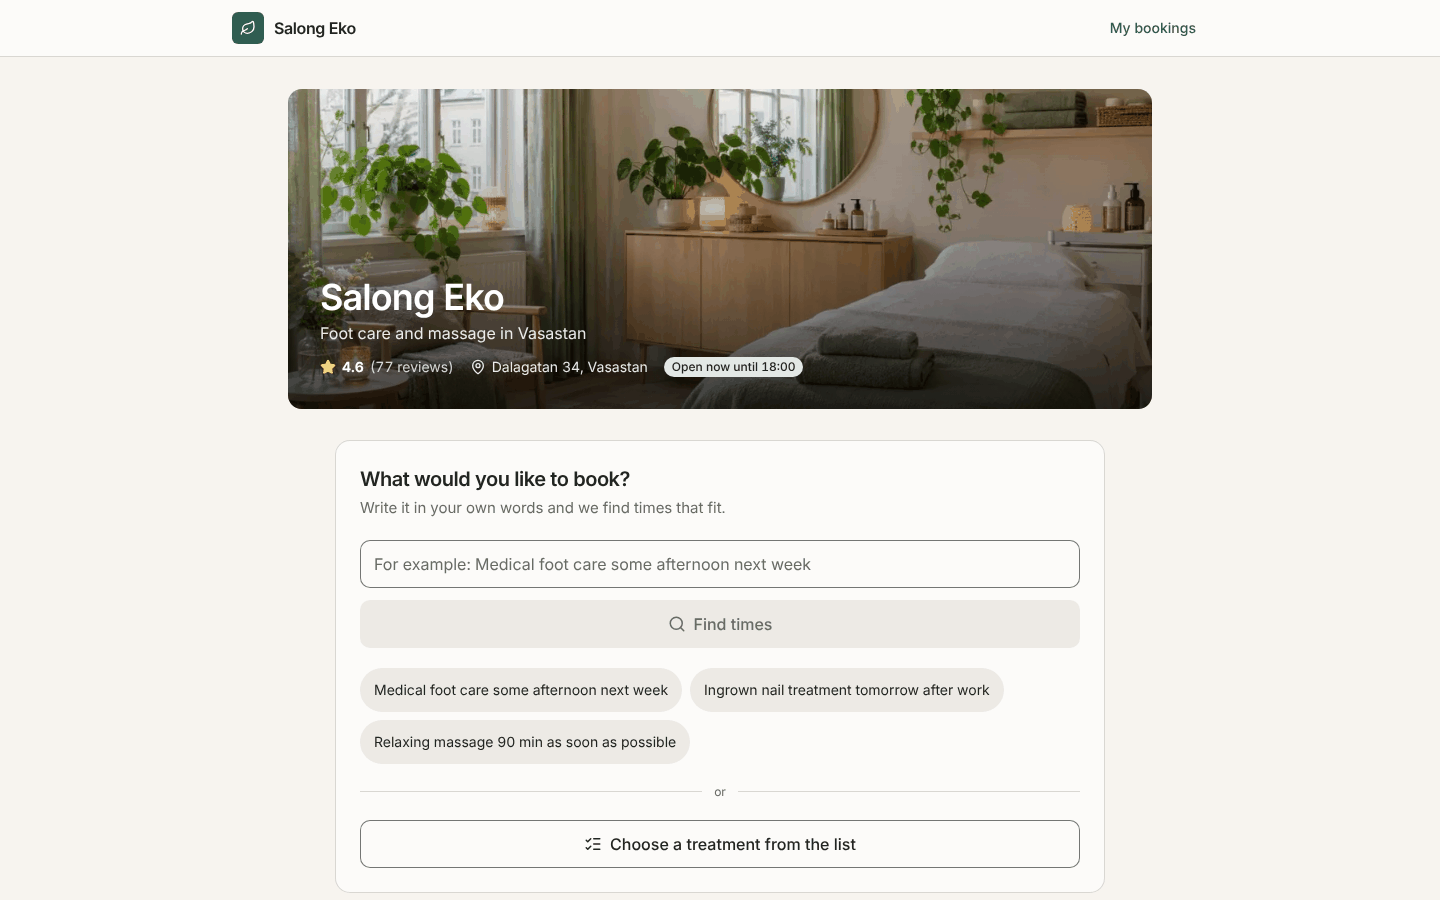 Salong Eko
My bookings
Salong Eko
Foot care and massage in Vasastan
4.6 (77 reviews) Dalagatan 34, Vasastan Open now until 18:00
What would you like to book?
Write it in your own words and we find times that fit.
For example: Medical foot care some afternoon next week
Find times
Medical foot care some afternoon next week
Ingrown nail treatment tomorrow after work
Relaxing massage 90 min as soon as possible
or
Choose a treatment from the list